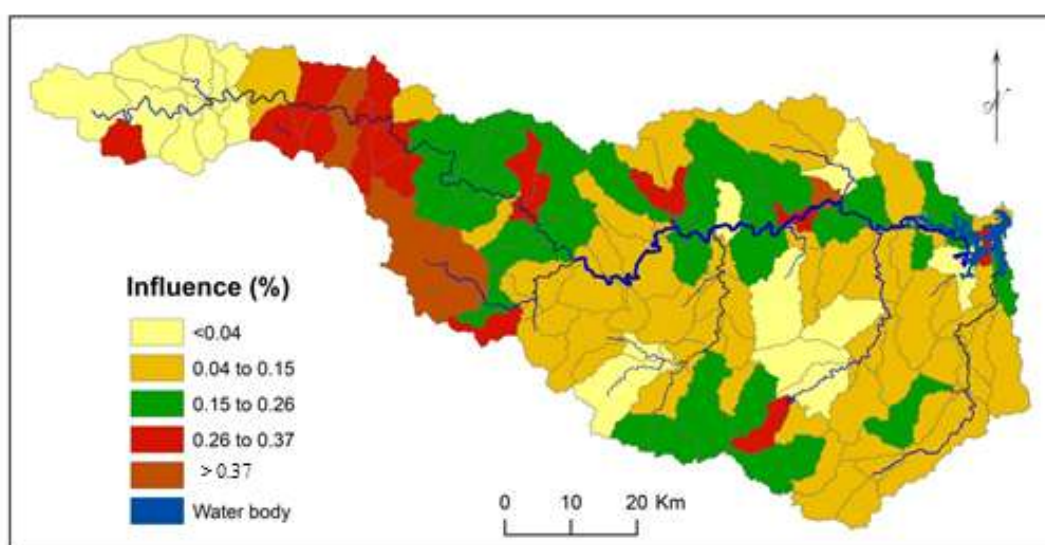 N
Influence (%)
<0.04
0.04 to 0.15
0.15 to 0.26
0.26 to 0.37
> 0.37
Water body
0 10 20 Km